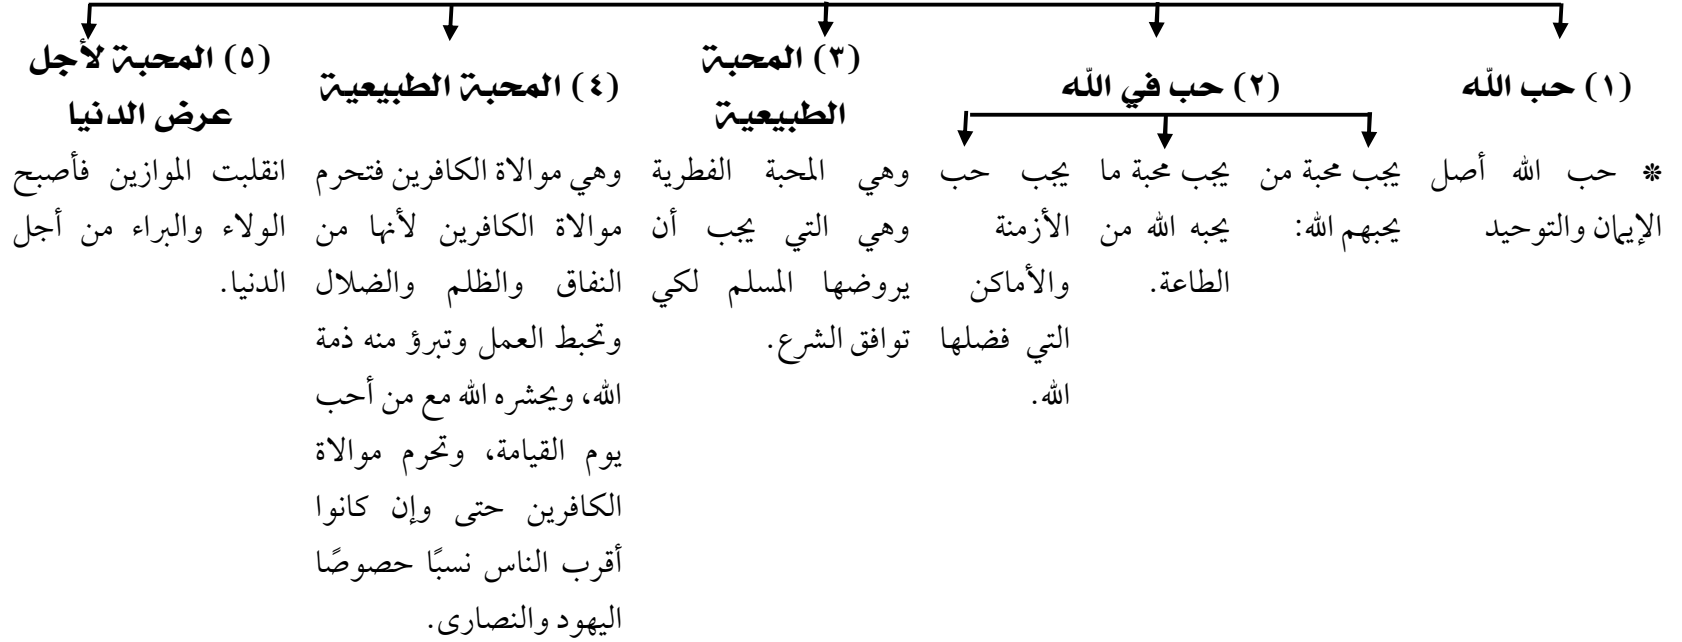 (١) حب الله
(٢) حب في الله
(٣) المحبة
الطبيعية
(٤) المحبة الطبيعية
(٥) المحبة لأجل
عرض الدنيا
* حب الله أصل
الإيمان والتوحيد
يجب محبة من
يحبهم الله:
يجب محبة ما
يحبه الله من
الطاعة.
يجب حب
الأزمنة
والأماكن
التي فضلها
الله.
وهي المحبة الفطرية
وهي التي يجب أن
يروضها المسلم لكي
توافق الشرع.
وهي موالاة الكافرين فتحرم
موالاة الكافرين لأنها من
النفاق والظلم والضلال
وتحبط العمل وتبرؤ منه ذمة
الله، ويحشره الله مع من أحب
يوم القيامة، وتحرم موالاة
الكافرين حتى وإن كانوا
أقرب الناس نسبًا حصوصًا
اليهود والنصارى.
انقلبت الموازين فأصبح
الولاء والبراء من أجل
الدنيا.